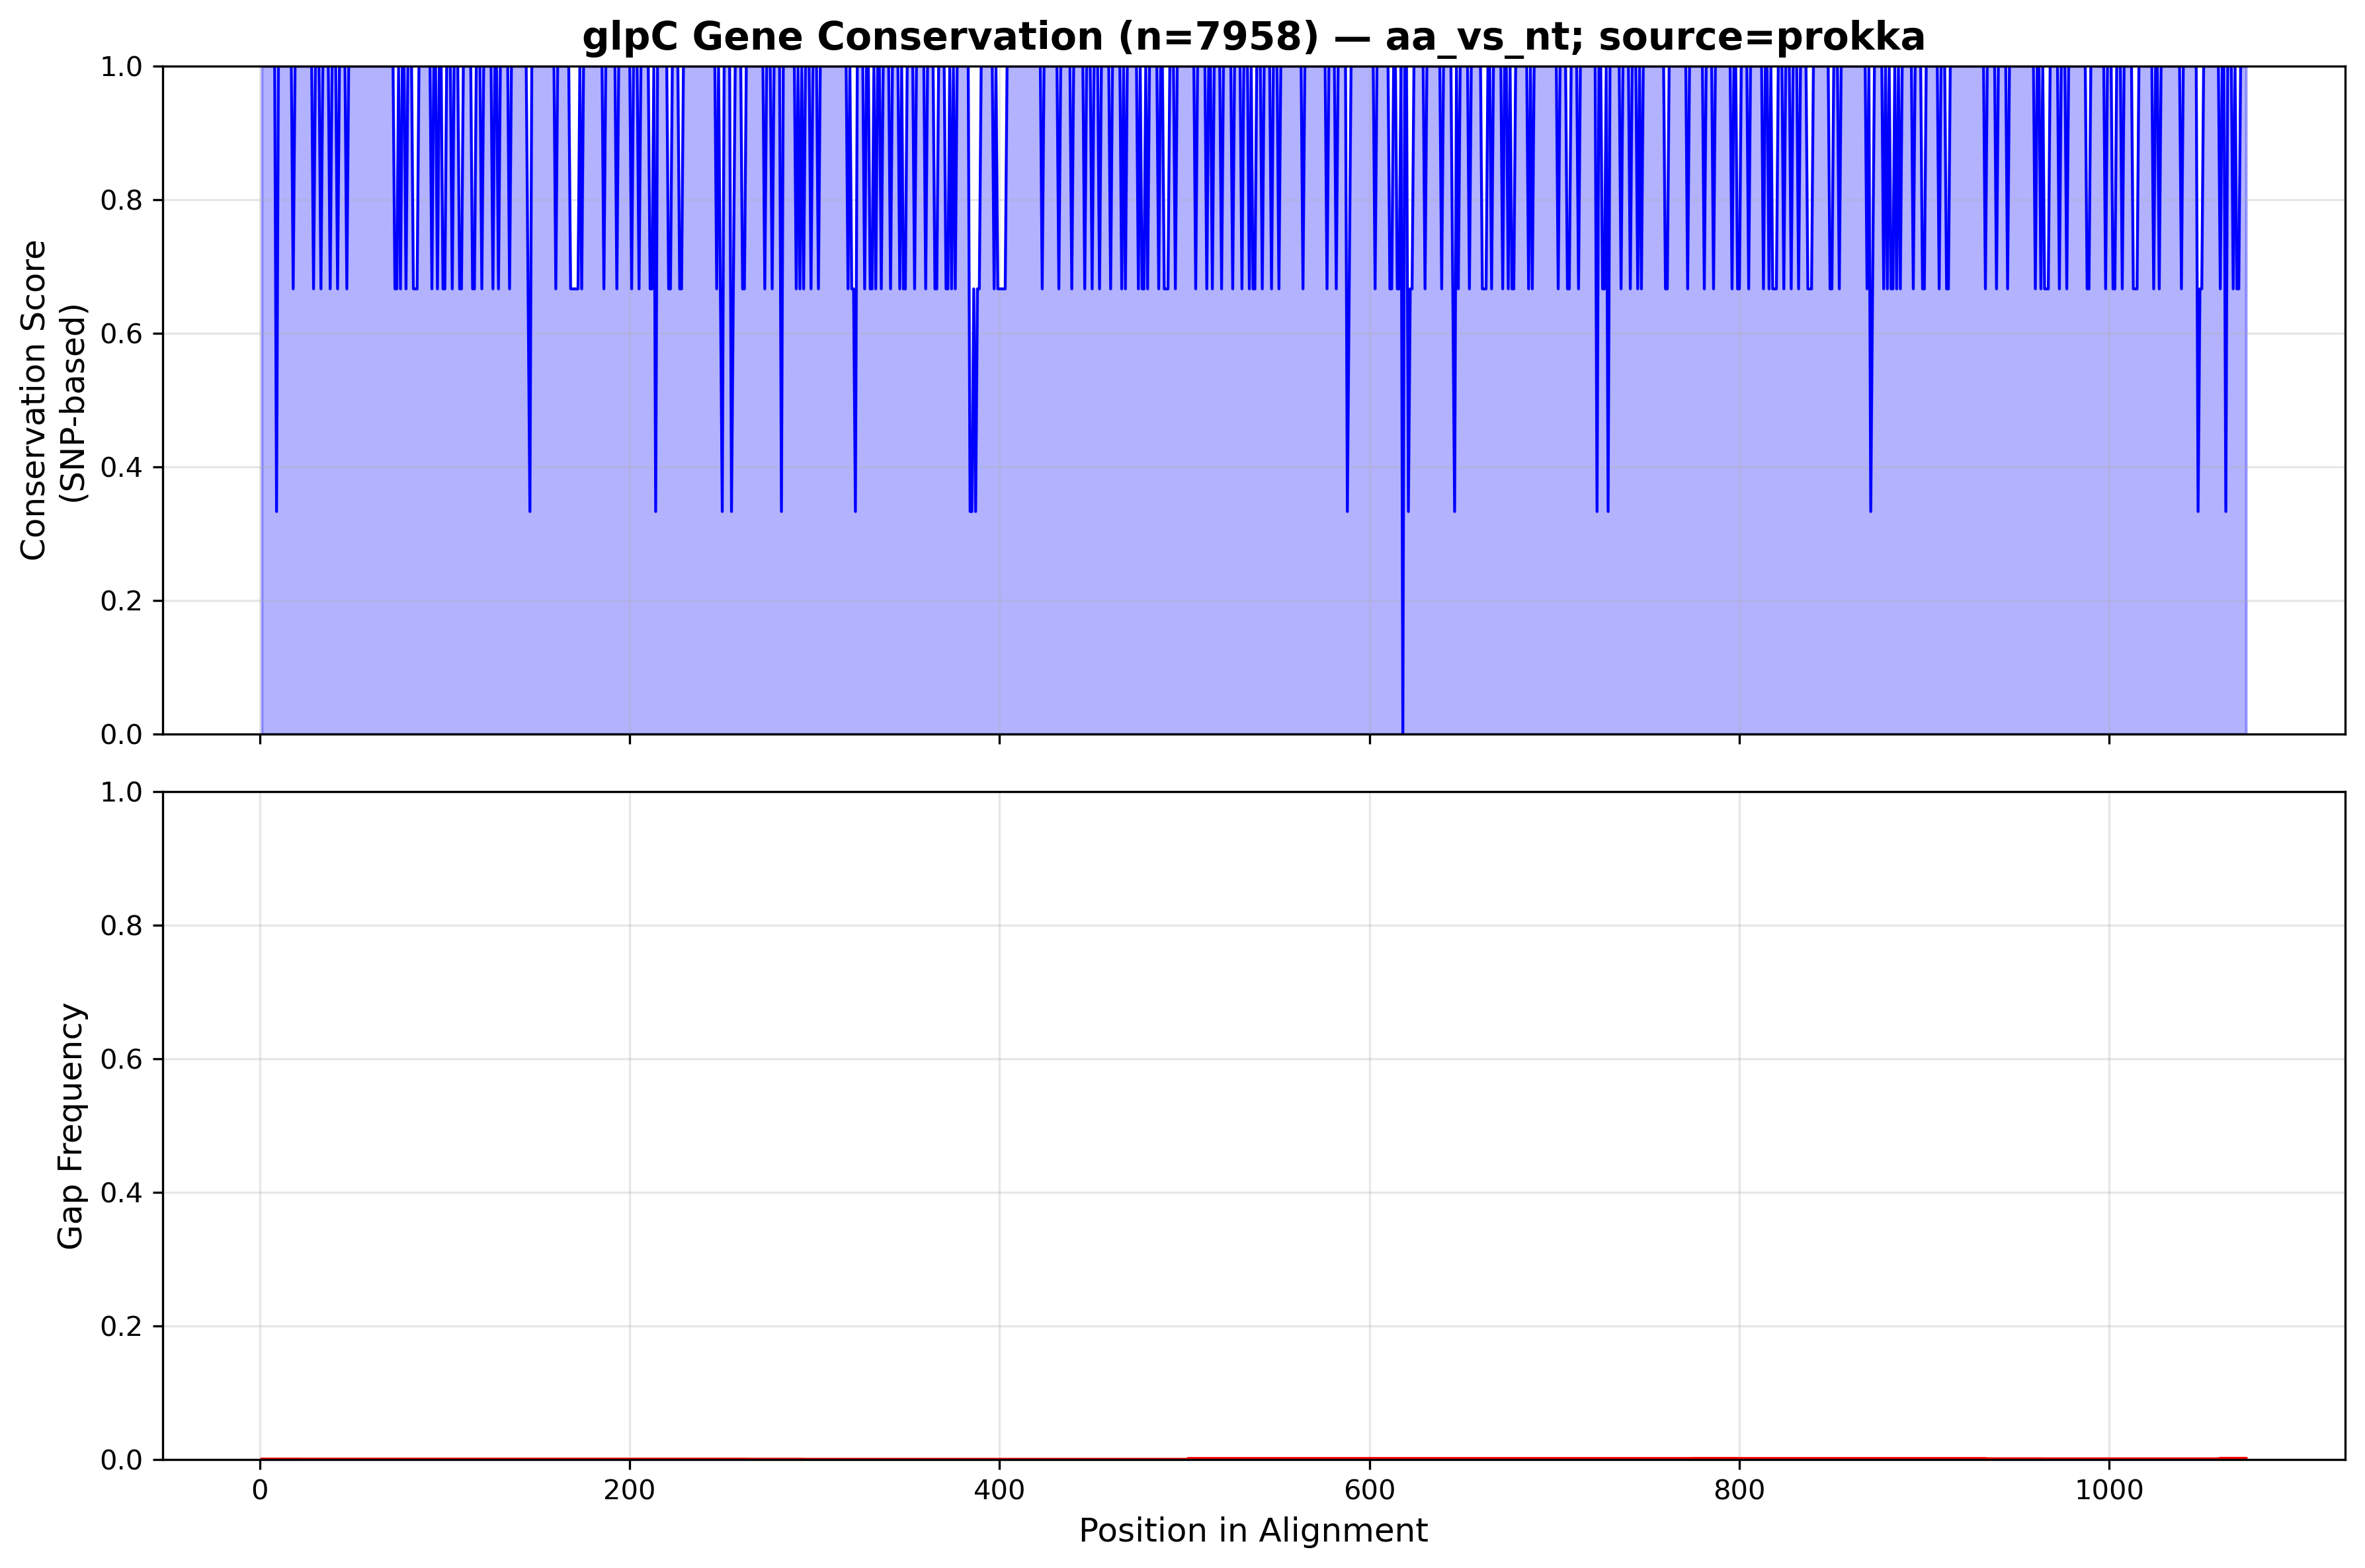 glpC Gene Conservation (n=7958) — aa_vs_nt; source=prokka
Conservation Score
(SNP-based)
1.0
0.8
0.6
0.4
0.2
0.0
Gap Frequency
1.0
0.8
0.6
0.4
0.2
0.0
0 200 400 600 800 1000
Position in Alignment